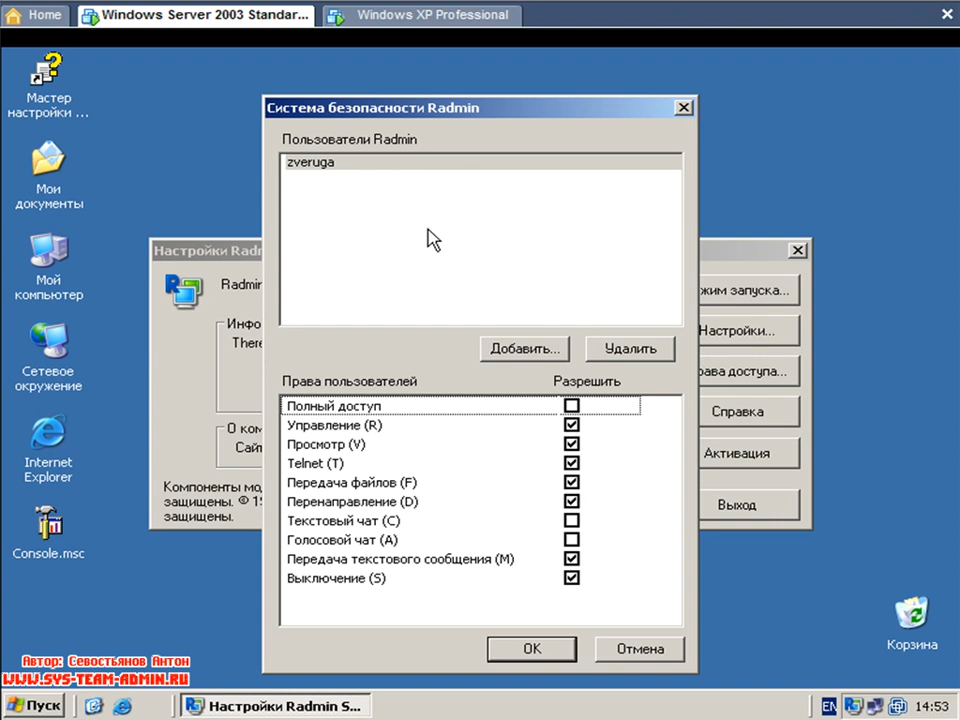 Home
Windows Server 2003 Standar...
Windows XP Professional
Мастер
настройки ...
Мои
документы
Мой
компьютер
Сетевое
окружение
Internet
Explorer
Console.msc
Корзина
Система безопасности Radmin
Пользователи Radmin
zveruga
Добавить...
Удалить
Права пользователей
Разрешить
Полный доступ
Управление (R)
Просмотр (V)
Telnet (T)
Передача файлов (F)
Перенаправление (D)
Текстовый чат (C)
Голосовой чат (A)
Передача текстового сообщения (M)
Выключение (S)
OK
Отмена
Настройки Radm
Radmin
Инфо
There
О ком
Сайт
Компоненты мод
защищены. © 19
защищены.
жим запуска...
Настройки...
рава доступа...
Справка
Активация
Выход
Автор: Севостьянов Антон
WWW.SYS-TEAM-ADMIN.RU
Пуск
Настройки Radmin S...
EN
14:53